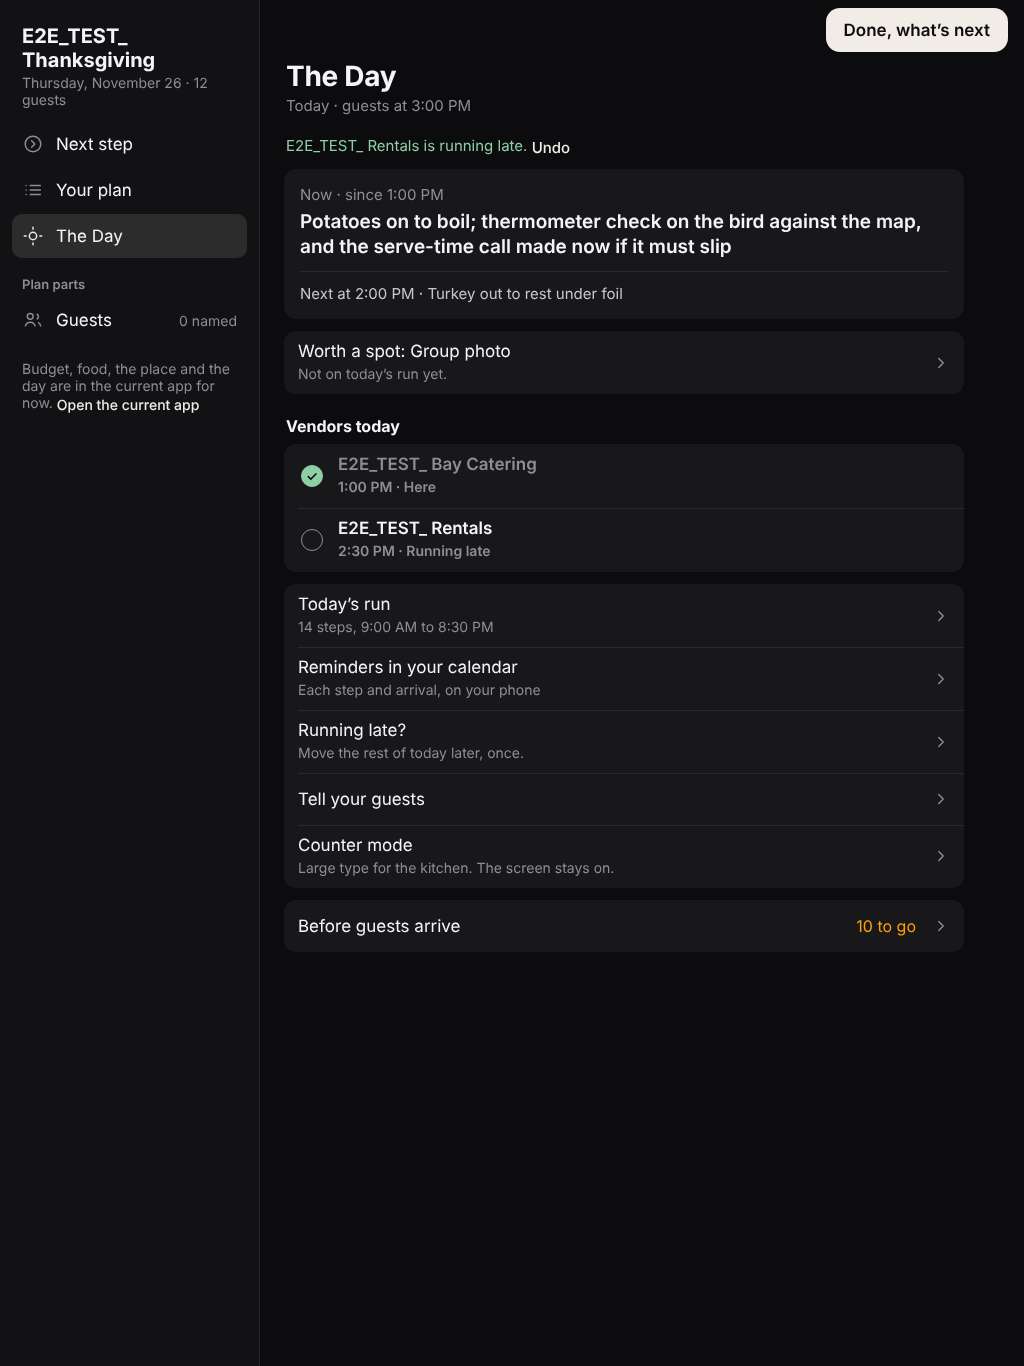 E2E_TEST_
Thanksgiving
Thursday, November 26 · 12
guests
Next step
Your plan
The Day
Plan parts
Guests
0 named
Budget, food, the place and the
day are in the current app for
now. Open the current app
Done, what’s next
The Day
Today · guests at 3:00 PM
E2E_TEST_ Rentals is running late. Undo
Now · since 1:00 PM
Potatoes on to boil; thermometer check on the bird against the map,
and the serve-time call made now if it must slip
Next at 2:00 PM · Turkey out to rest under foil
Worth a spot: Group photo
Not on today’s run yet.
Vendors today
E2E_TEST_ Bay Catering
1:00 PM · Here
E2E_TEST_ Rentals
2:30 PM · Running late
Today’s run
14 steps, 9:00 AM to 8:30 PM
Reminders in your calendar
Each step and arrival, on your phone
Running late?
Move the rest of today later, once.
Tell your guests
Counter mode
Large type for the kitchen. The screen stays on.
Before guests arrive
10 to go